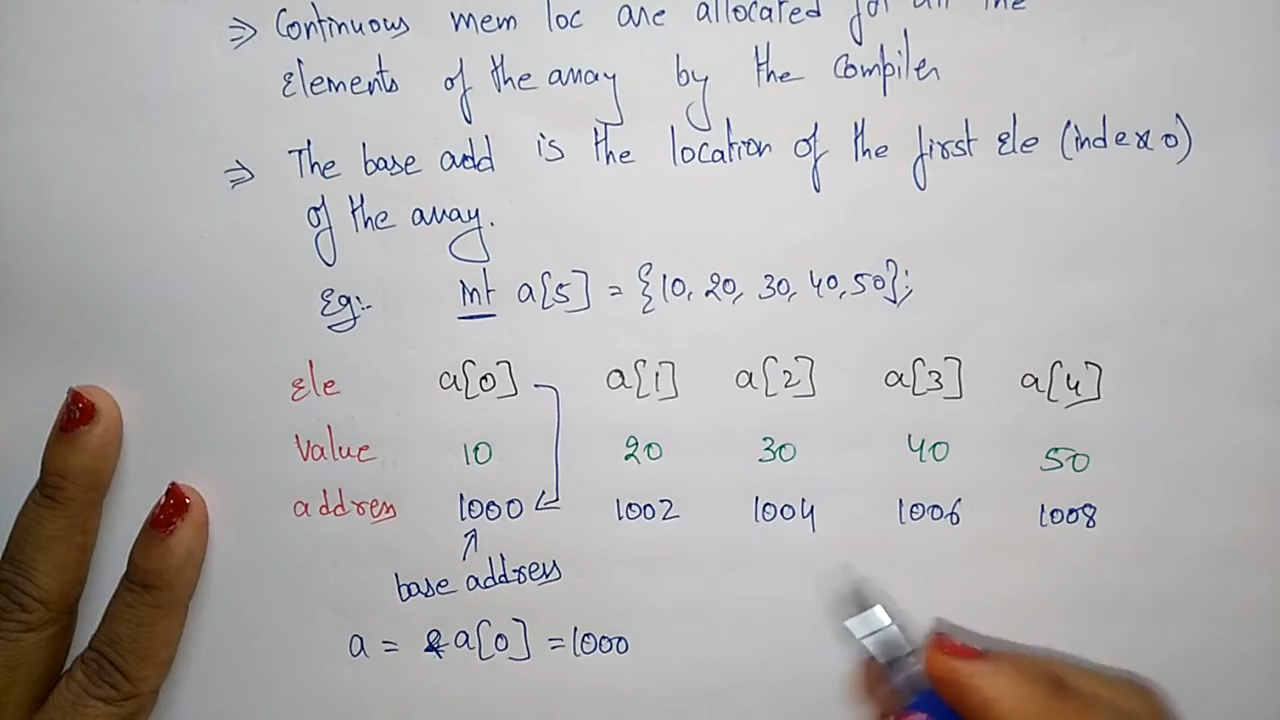 ⇒ Continuous mem loc are allocated for all the
Elements of the array by the Compiler
⇒ The base add is the location of the first ele (index 0)
of the array.
Eg:- Int a[5] = {10, 20, 30, 40, 50};
Ele a[0] a[1] a[2] a[3] a[4]
Value 10 20 30 40 50
address 1000 1002 1004 1006 1008
base address
a = &a[0] = 1000